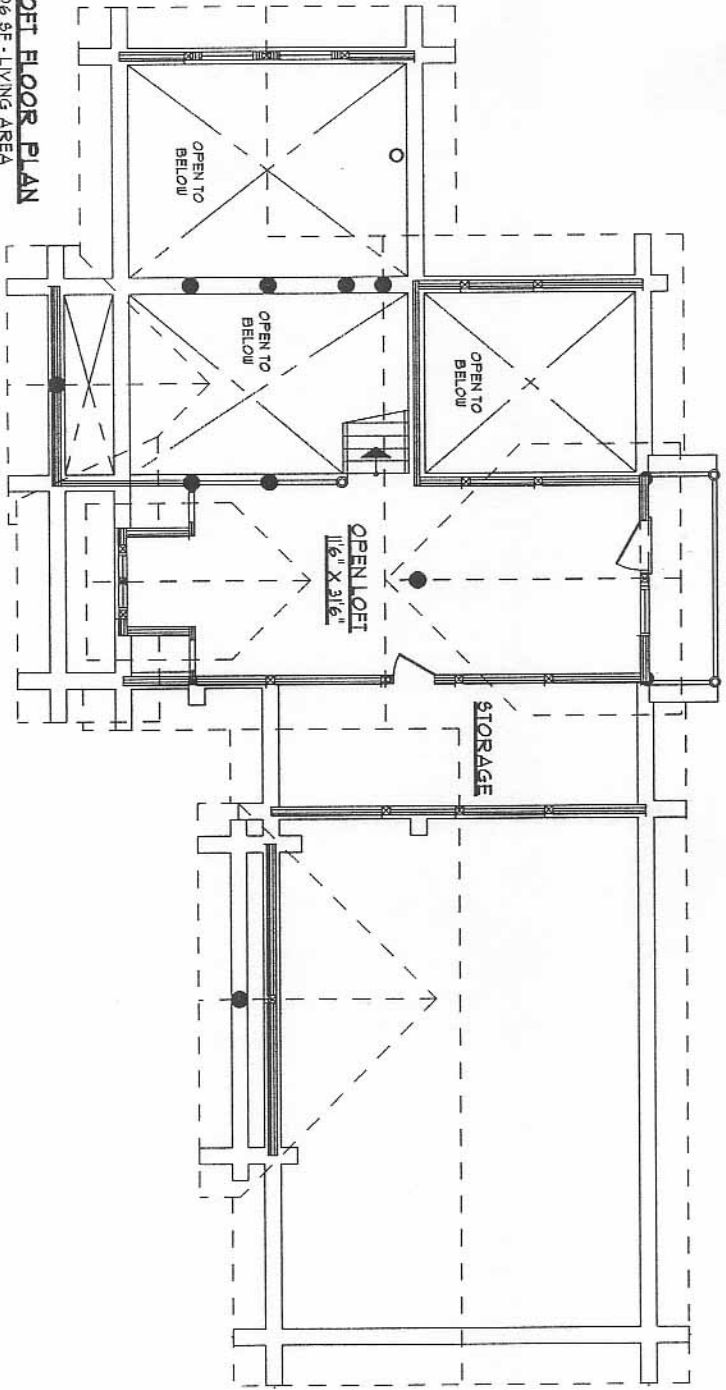 LOFT FLOOR PLAN
SF - LIVING AREA
OPEN TO
BELOW
OPEN TO
BELOW
OPEN TO
BELOW
OPEN LOFT
11'6" X 31'6"
STORAGE